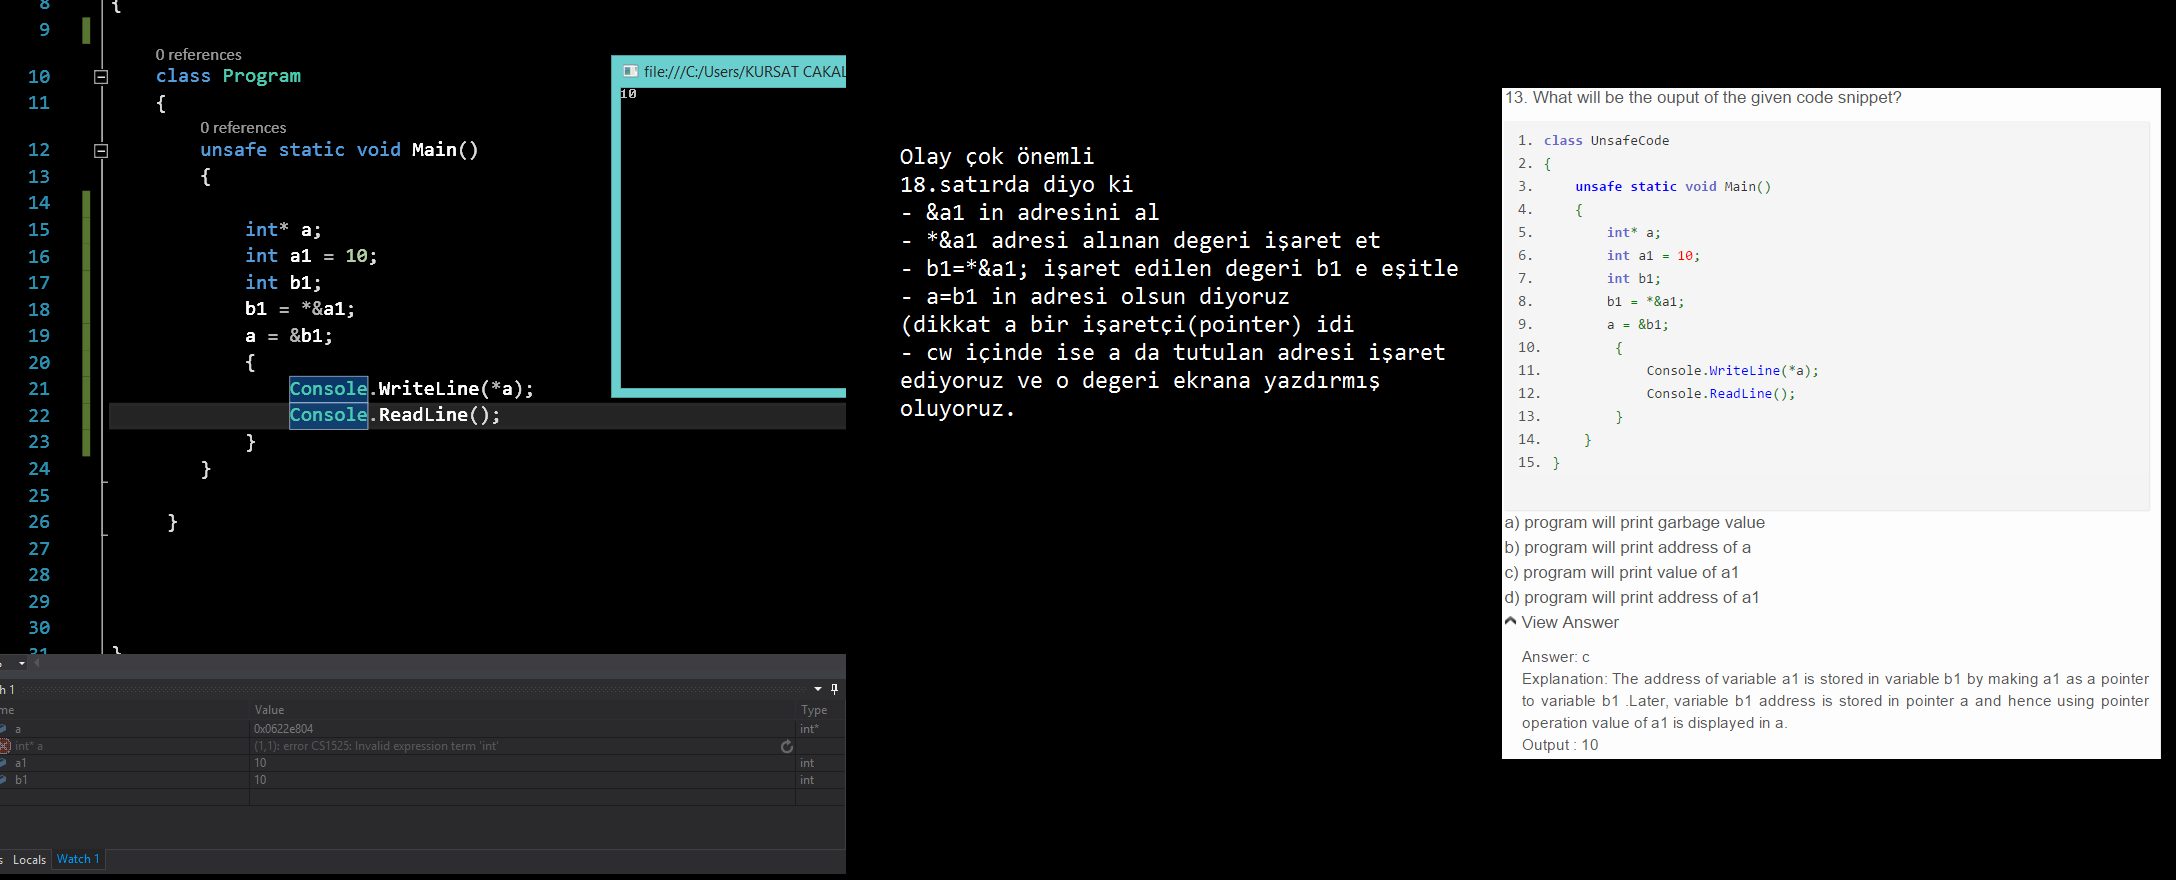 8 {
9
0 references
10 class Program
11 {
0 references
12 unsafe static void Main()
13 {
14
15 int* a;
16 int a1 = 10;
17 int b1;
18 b1 = *&a1;
19 a = &b1;
20 {
21 Console.WriteLine(*a);
22 Console.ReadLine();
23 }
24 }
25
26 }
27
28
29
30
31 }
h 1
me Value Type
a 0x0622e804 int*
int* a (1,1): error CS1525: Invalid expression term 'int'
a1 10 int
b1 10 int
s Locals Watch 1
file:///C:/Users/KURSAT CAKAL
10
Olay çok önemli
18.satırda diyo ki
- &a1 in adresini al
- *&a1 adresi alınan degeri işaret et
- b1=*&a1; işaret edilen degeri b1 e eşitle
- a=b1 in adresi olsun diyoruz
(dikkat a bir işaretçi(pointer) idi
- cw içinde ise a da tutulan adresi işaret
ediyoruz ve o degeri ekrana yazdırmış
oluyoruz.
13. What will be the ouput of the given code snippet?
1. class UnsafeCode
2. {
3. unsafe static void Main()
4. {
5. int* a;
6. int a1 = 10;
7. int b1;
8. b1 = *&a1;
9. a = &b1;
10. {
11. Console.WriteLine(*a);
12. Console.ReadLine();
13. }
14. }
15. }
a) program will print garbage value
b) program will print address of a
c) program will print value of a1
d) program will print address of a1
View Answer
Answer: c
Explanation: The address of variable a1 is stored in variable b1 by making a1 as a pointer
to variable b1 .Later, variable b1 address is stored in pointer a and hence using pointer
operation value of a1 is displayed in a.
Output : 10